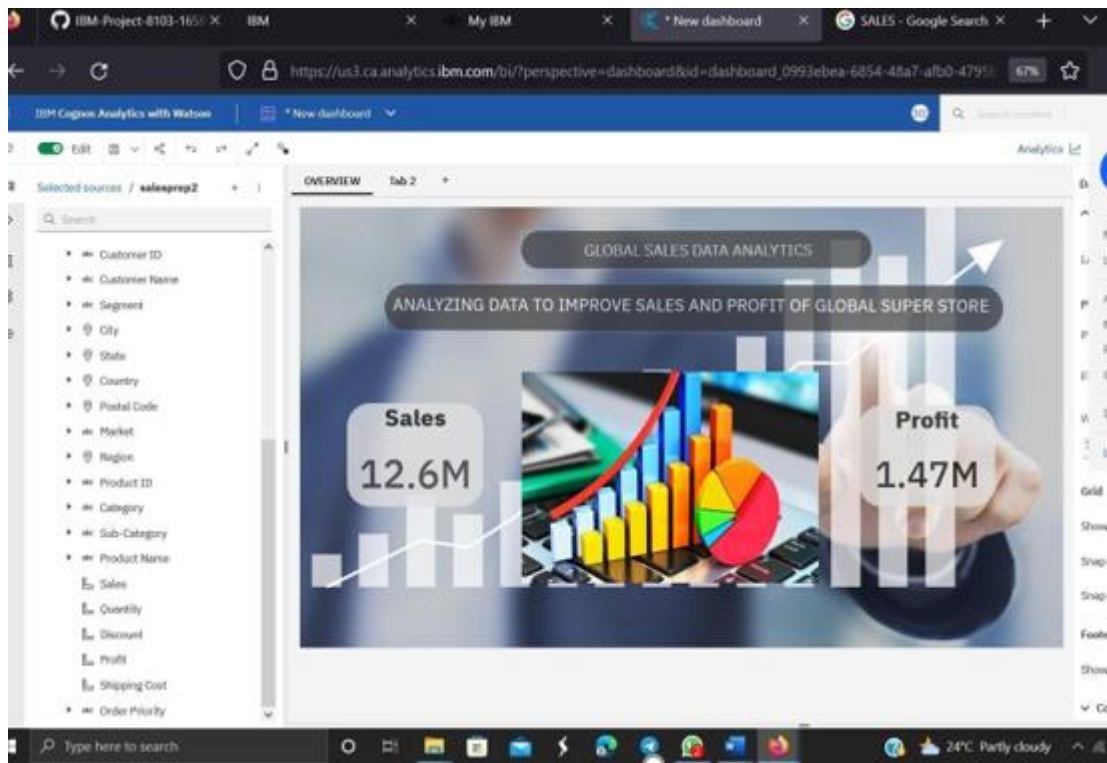 IBM-Project-8103-165
IBM
My IBM
* New dashboard
SALES - Google Search
https://us3.ca.analytics.ibm.com/bi/?perspective=dashboard&id=dashboard_0993ebea-6854-48a7-afb0-4795
67%
IBM Cognos Analytics with Watson
* New dashboard
Edit
Analytics
Selected sources / salesprep2
OVERVIEW
Tab 2
Search
Customer ID
Customer Name
Segment
City
State
Country
Postal Code
Market
Region
Product ID
Category
Sub-Category
Product Name
Sales
Quantity
Discount
Profit
Shipping Cost
Order Priority
GLOBAL SALES DATA ANALYTICS
ANALYZING DATA TO IMPROVE SALES AND PROFIT OF GLOBAL SUPER STORE
Sales
12.6M
Profit
1.47M
Grid
Show
Snap-
Snap-
Show
Type here to search
24°C Partly cloudy